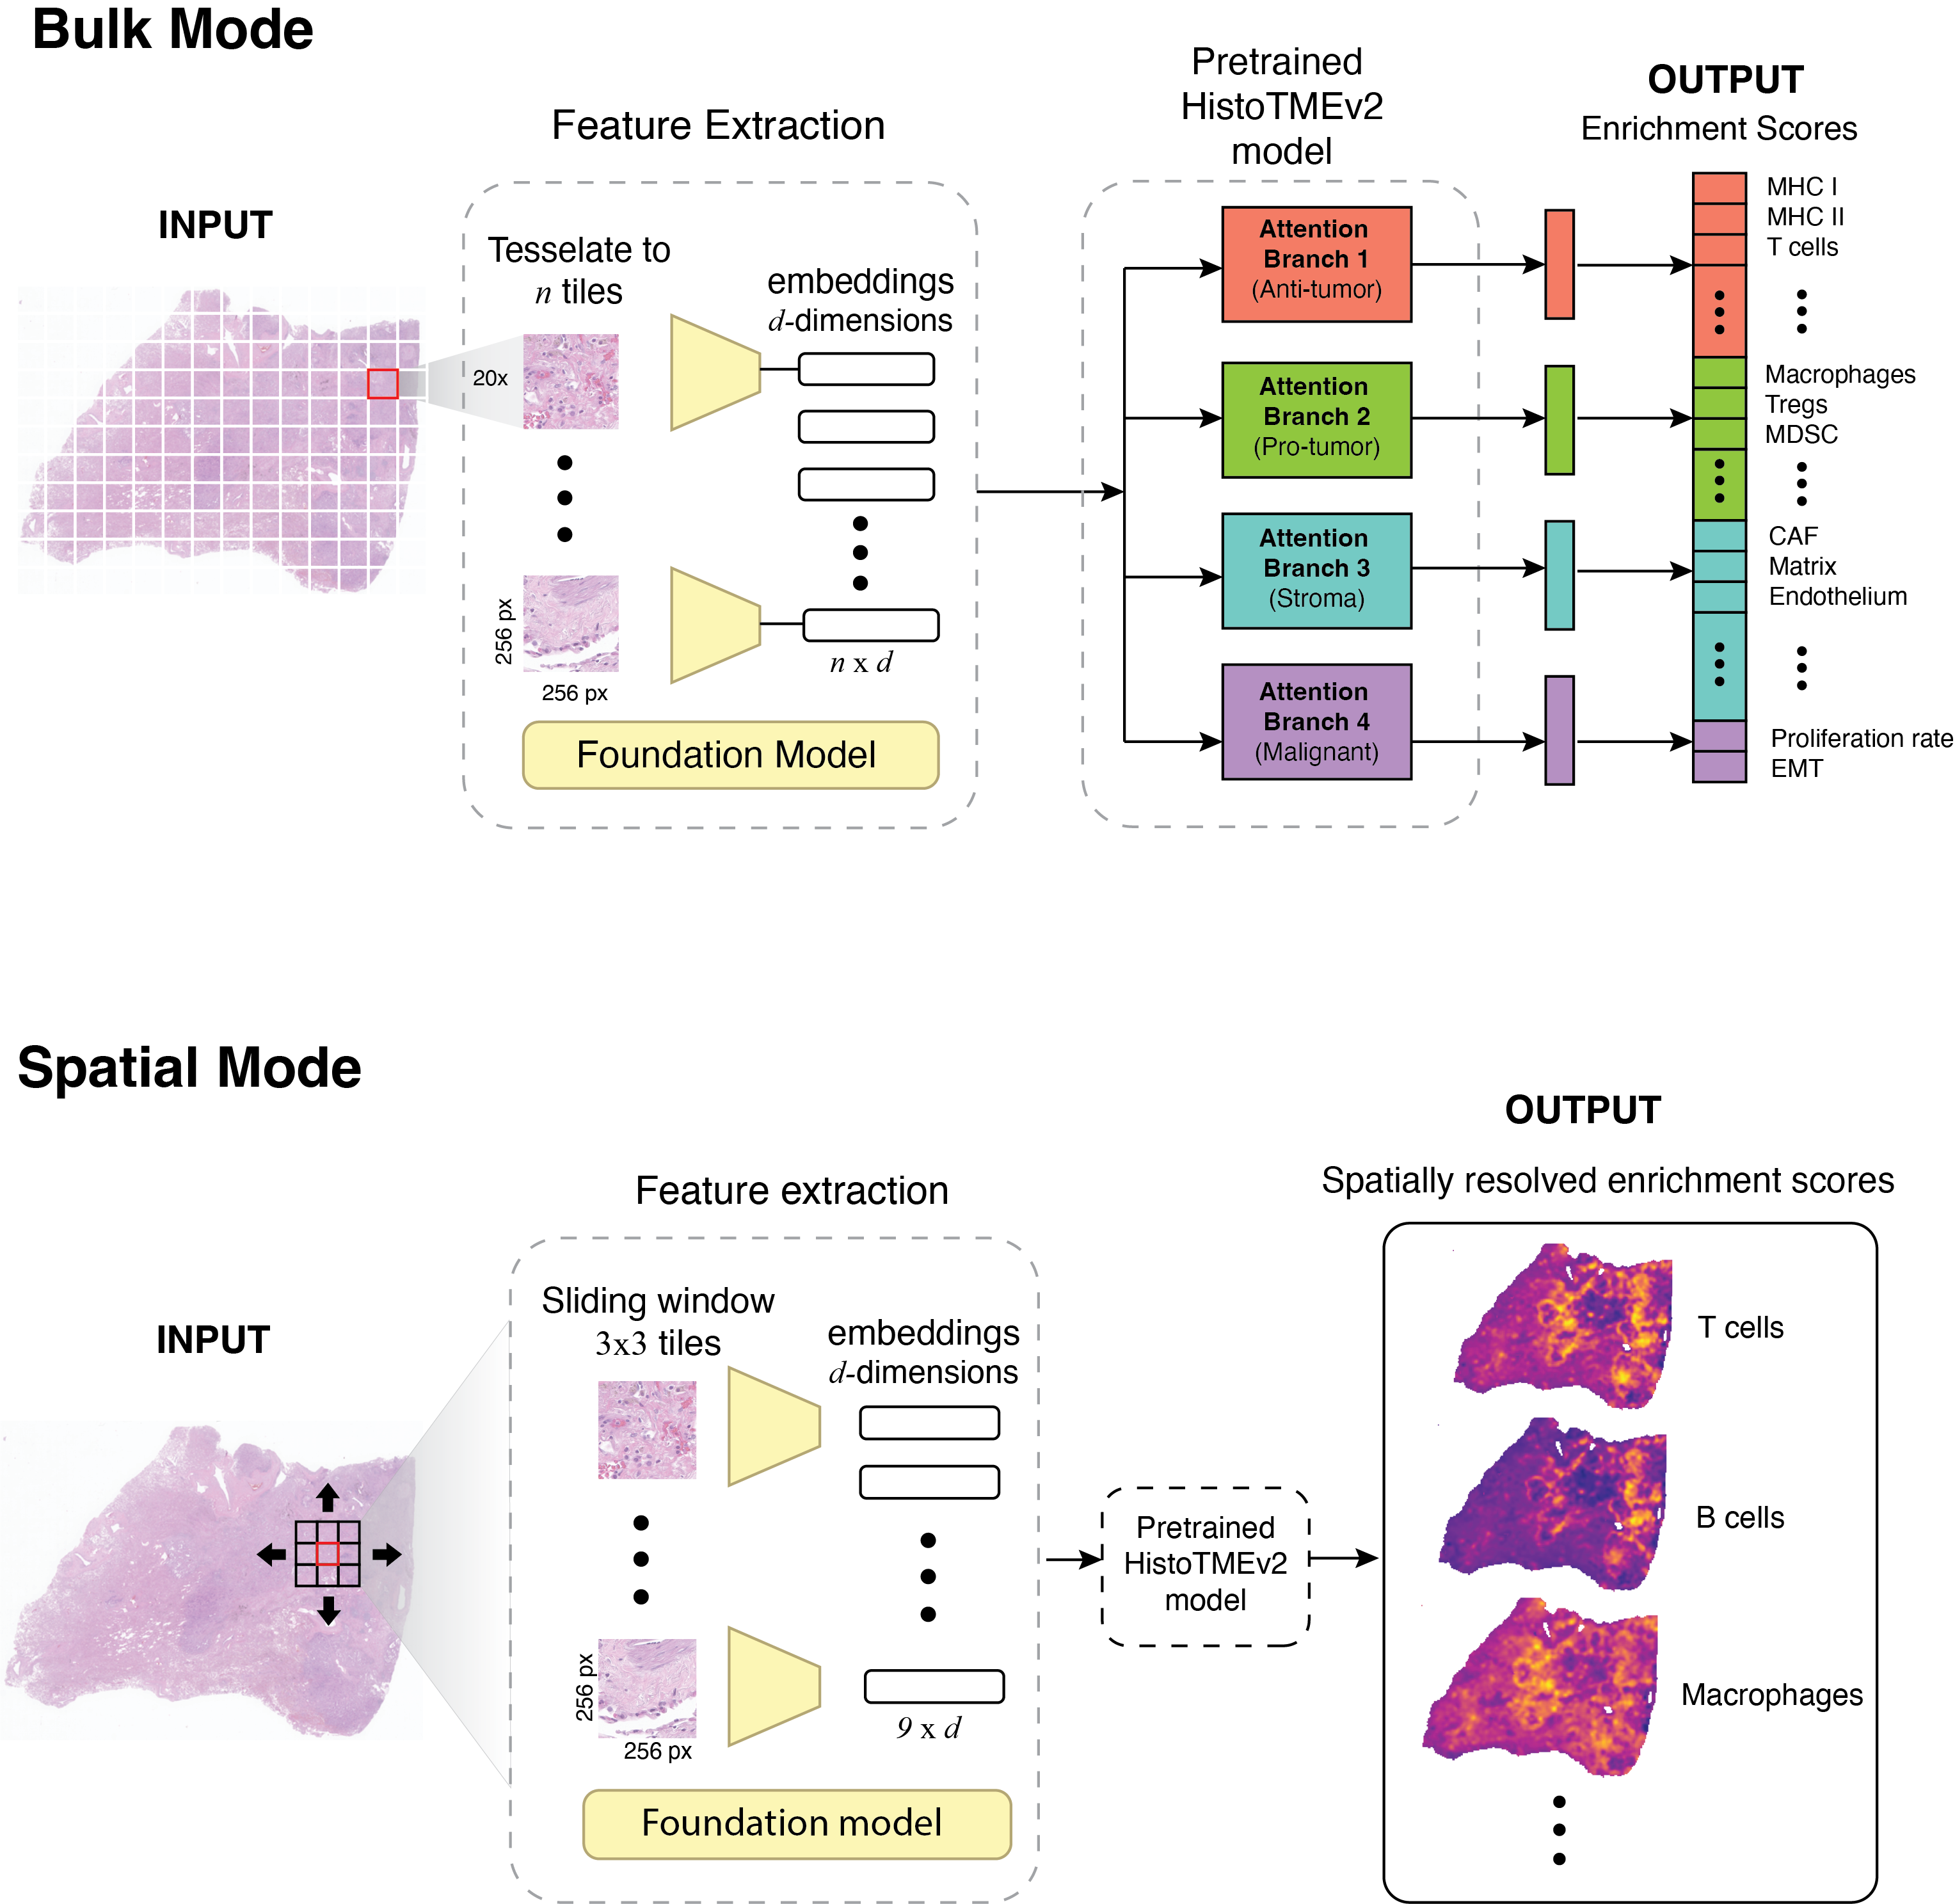 Bulk Mode
INPUT
Feature Extraction
Tesselate to
n tiles
20x
embeddings
d-dimensions
256 px
256 px
n x d
Foundation Model
Pretrained
HistoTMEv2
model
Attention
Branch 1
(Anti-tumor)
Attention
Branch 2
(Pro-tumor)
Attention
Branch 3
(Stroma)
Attention
Branch 4
(Malignant)
OUTPUT
Enrichment Scores
MHC I
MHC II
T cells
Macrophages
Tregs
MDSC
CAF
Matrix
Endothelium
Proliferation rate
EMT
Spatial Mode
INPUT
Feature extraction
Sliding window
3x3 tiles
embeddings
d-dimensions
256 px
256 px
9 x d
Foundation model
Pretrained
HistoTMEv2
model
OUTPUT
Spatially resolved enrichment scores
T cells
B cells
Macrophages